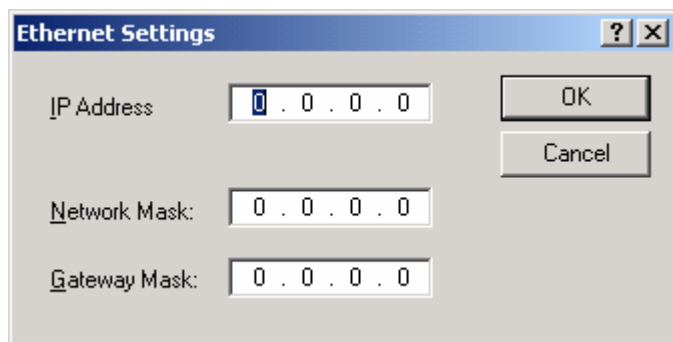 Ethernet Settings
IP Address 0 . 0 . 0 . 0 OK
Cancel
Network Mask: 0 . 0 . 0 . 0
Gateway Mask: 0 . 0 . 0 . 0